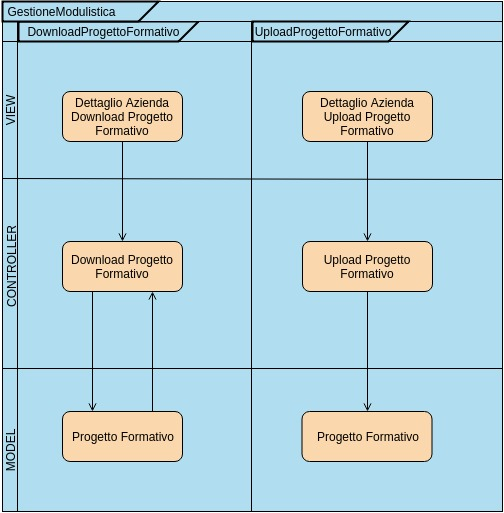 GestioneModulistica
DownloadProgettoFormativo
UploadProgettoFormativo
VIEW
Dettaglio Azienda
Download Progetto
Formativo
Dettaglio Azienda
Upload Progetto
Formativo
CONTROLLER
Download Progetto
Formativo
Upload Progetto
Formativo
MODEL
Progetto Formativo
Progetto Formativo